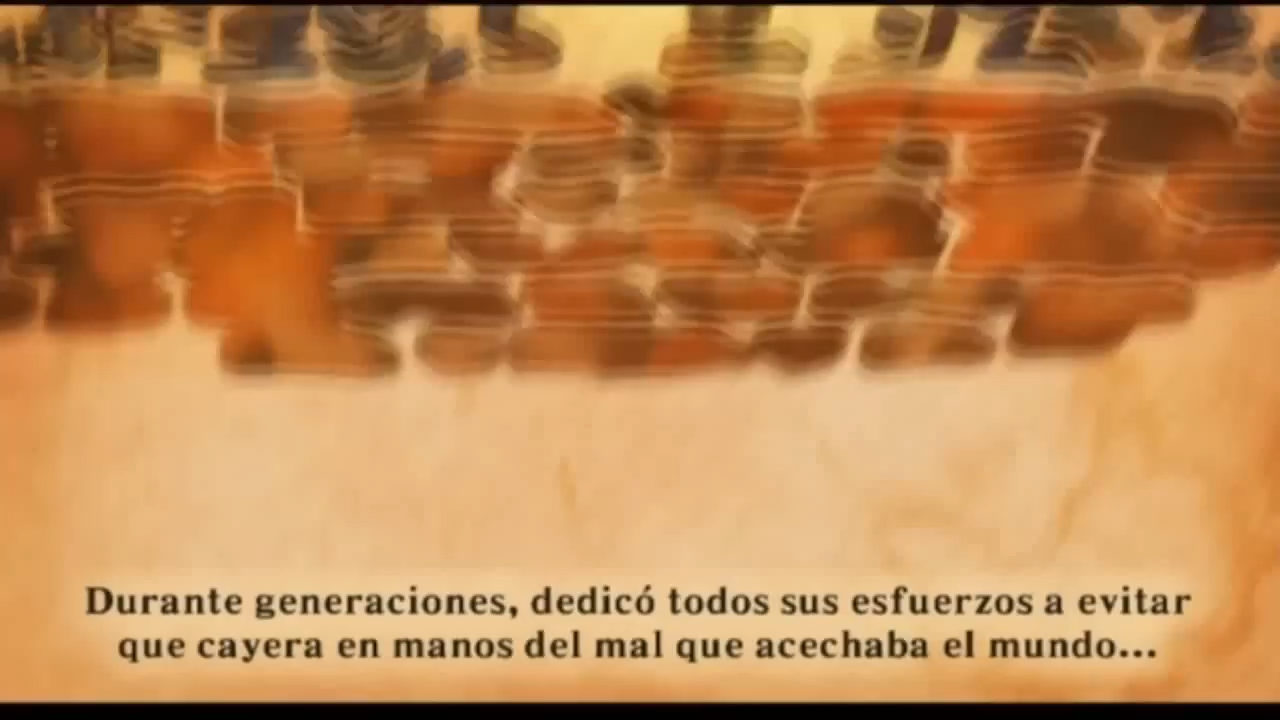 Durante generaciones, dedicó todos sus esfuerzos a evitar
que cayera en manos del mal que acechaba el mundo...